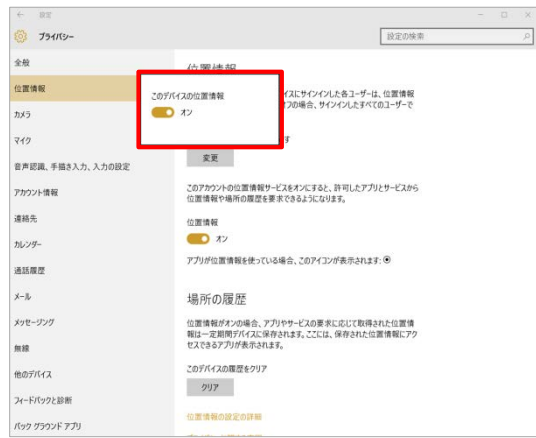 設定
プライバシー
設定の検索
全般
位置情報
カメラ
マイク
音声認識、手描き入力、入力の設定
アカウント情報
連絡先
カレンダー
通話履歴
メール
メッセージング
無線
他のデバイス
フィードバックと診断
バック グラウンド アプリ
位置情報
このデバイスの位置情報
オン
イスにサインインした各ユーザーは、位置情報
オフの場合、サインインしたすべてのユーザーで
す
変更
このアカウントの位置情報サービスをオンにすると、許可したアプリとサービスから
位置情報や場所の履歴を要求できるようになります。
位置情報
オン
アプリが位置情報を使っている場合、このアイコンが表示されます:
場所の履歴
位置情報がオンの場合、アプリやサービスの要求に応じて取得された位置情
報は一定期間デバイスに保存されます。ここには、保存された位置情報にアク
セスできるアプリが表示されます。
このデバイスの履歴をクリア
クリア
位置情報の設定の詳細